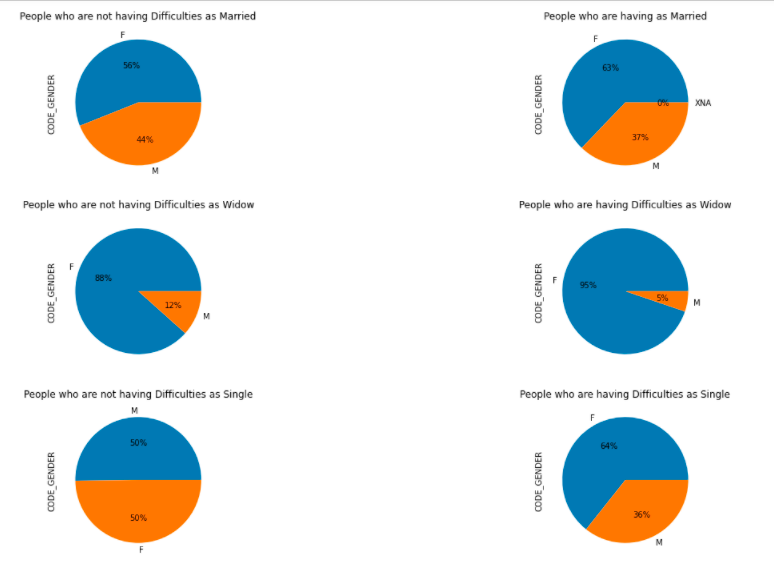 People who are not having Difficulties as Married
CODE_GENDER
F
56%
44%
M
People who are having as Married
CODE_GENDER
F
63%
0%
XNA
37%
M
People who are not having Difficulties as Widow
CODE_GENDER
F
88%
12%
M
People who are having Difficulties as Widow
CODE_GENDER
F
95%
5%
M
People who are not having Difficulties as Single
CODE_GENDER
M
50%
50%
F
People who are having Difficulties as Single
CODE_GENDER
F
64%
36%
M